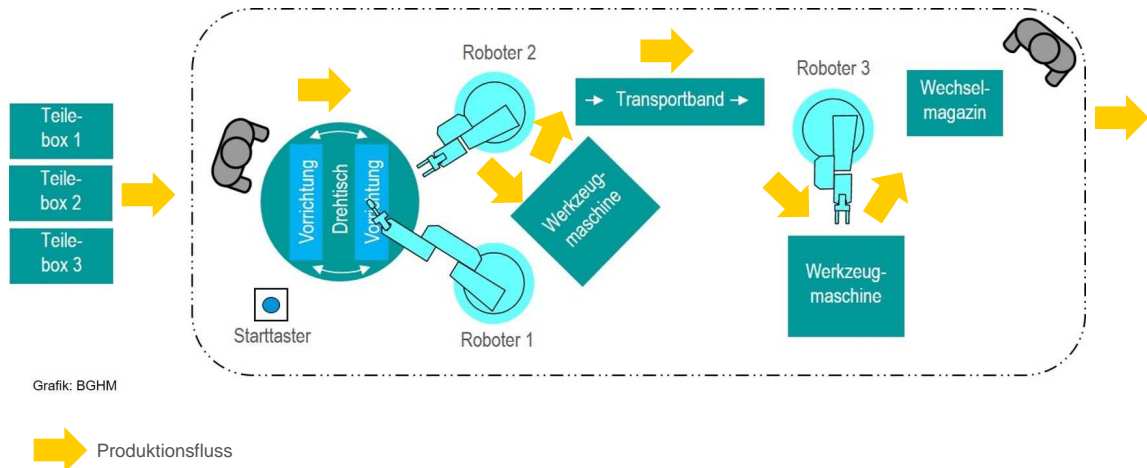 Teile-
box 1
Teile-
box 2
Teile-
box 3
Vorrichtung
Drehtisch
Vorrichtung
Starttaster
Roboter 2
Roboter 1
Werkzeug-
maschine
Transportband
Roboter 3
Werkzeug-
maschine
Wechsel-
magazin
Grafik: BGHM
Produktionsfluss